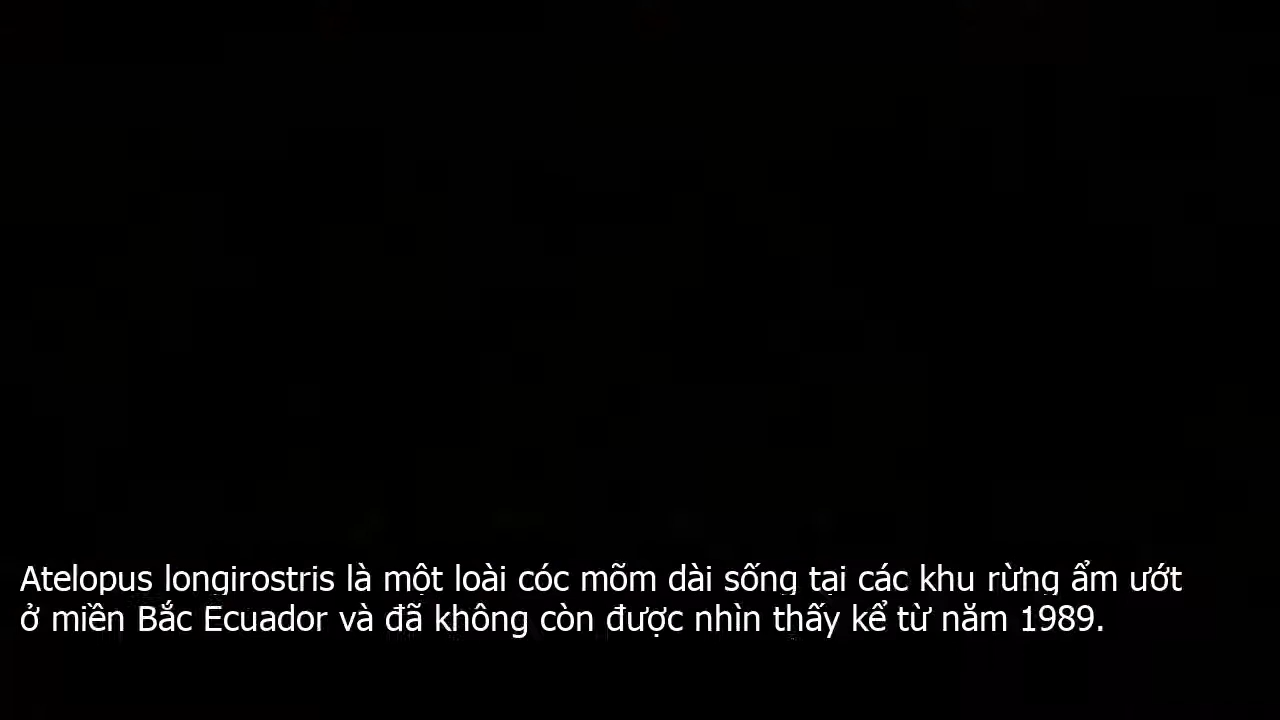 Atelopus longirostris là một loài cóc mõm dài sống tại các khu rừng ẩm ướt
ở miền Bắc Ecuador và đã không còn được nhìn thấy kể từ năm 1989.